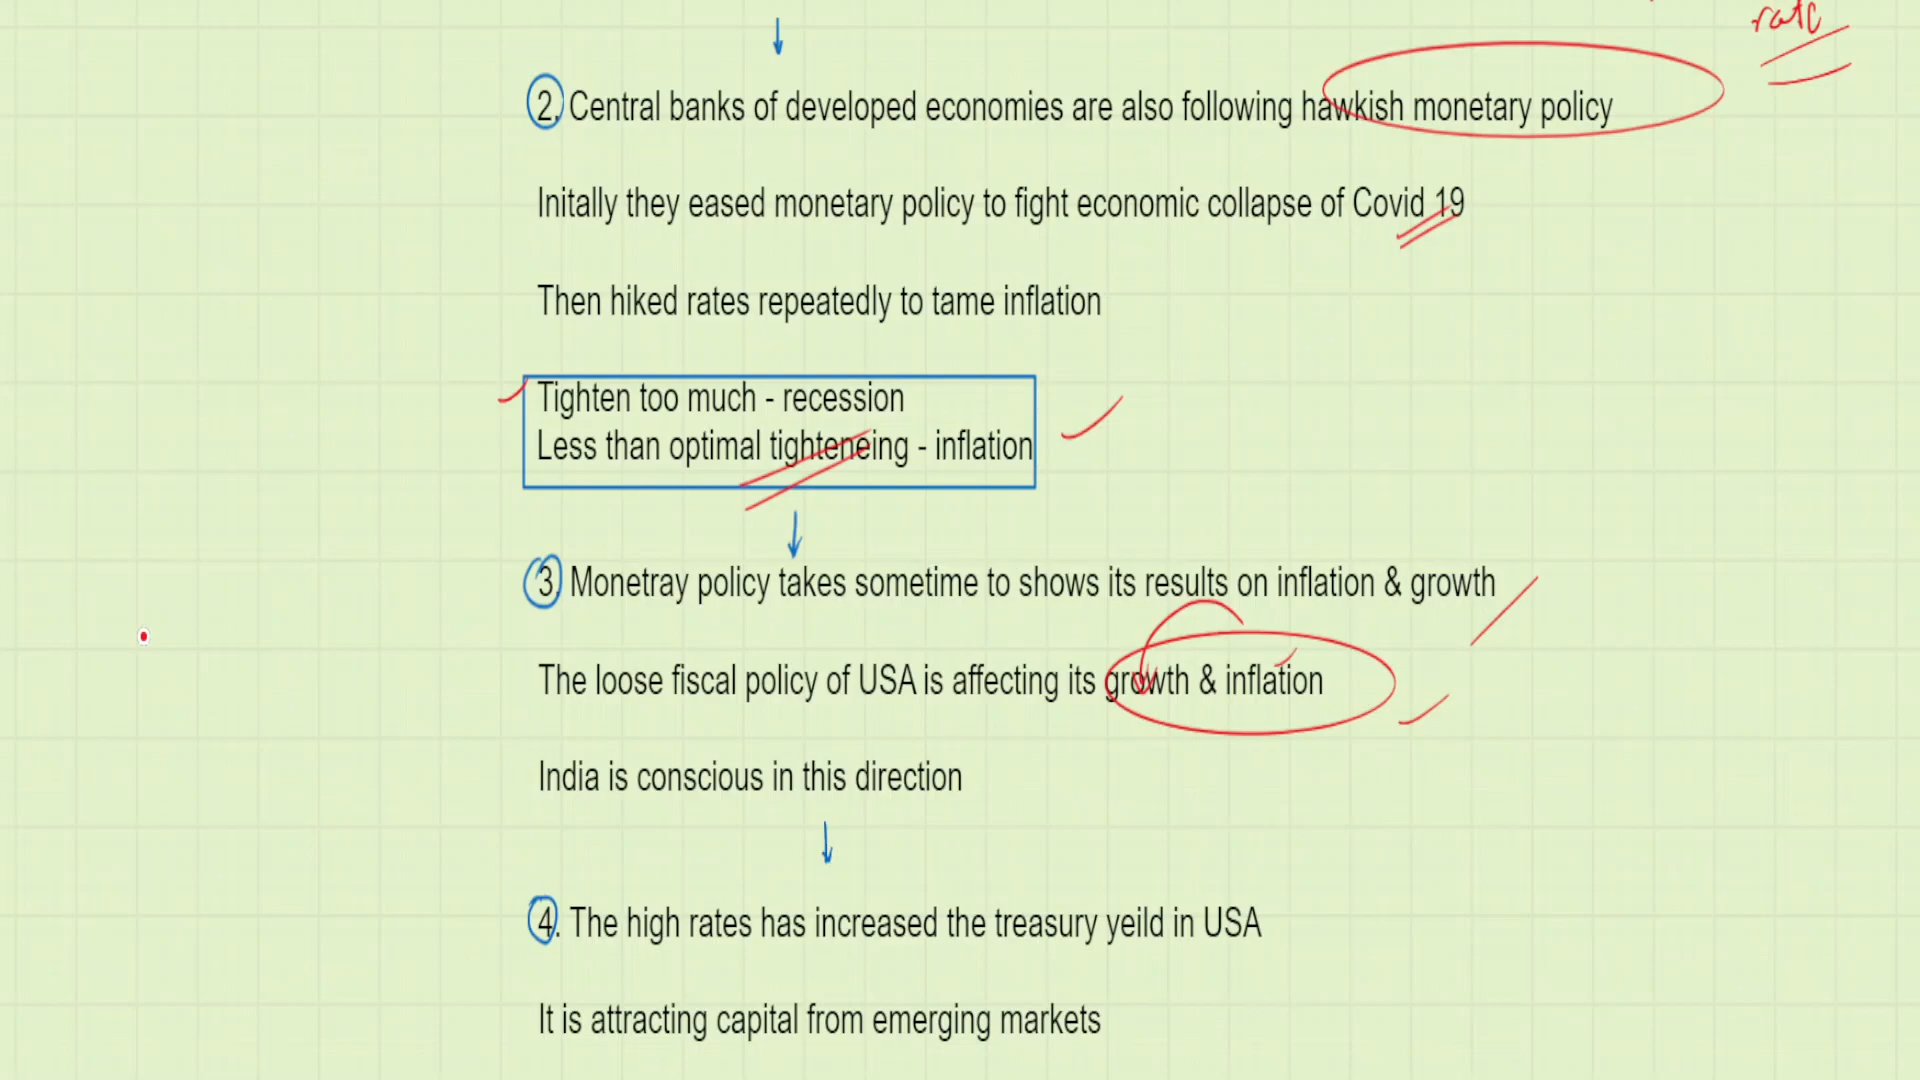 rate
2. Central banks of developed economies are also following hawkish monetary policy
Initally they eased monetary policy to fight economic collapse of Covid 19
Then hiked rates repeatedly to tame inflation
Tighten too much - recession
Less than optimal tighteneing - inflation
3. Monetray policy takes sometime to shows its results on inflation & growth
The loose fiscal policy of USA is affecting its growth & inflation
India is conscious in this direction
4. The high rates has increased the treasury yeild in USA
It is attracting capital from emerging markets